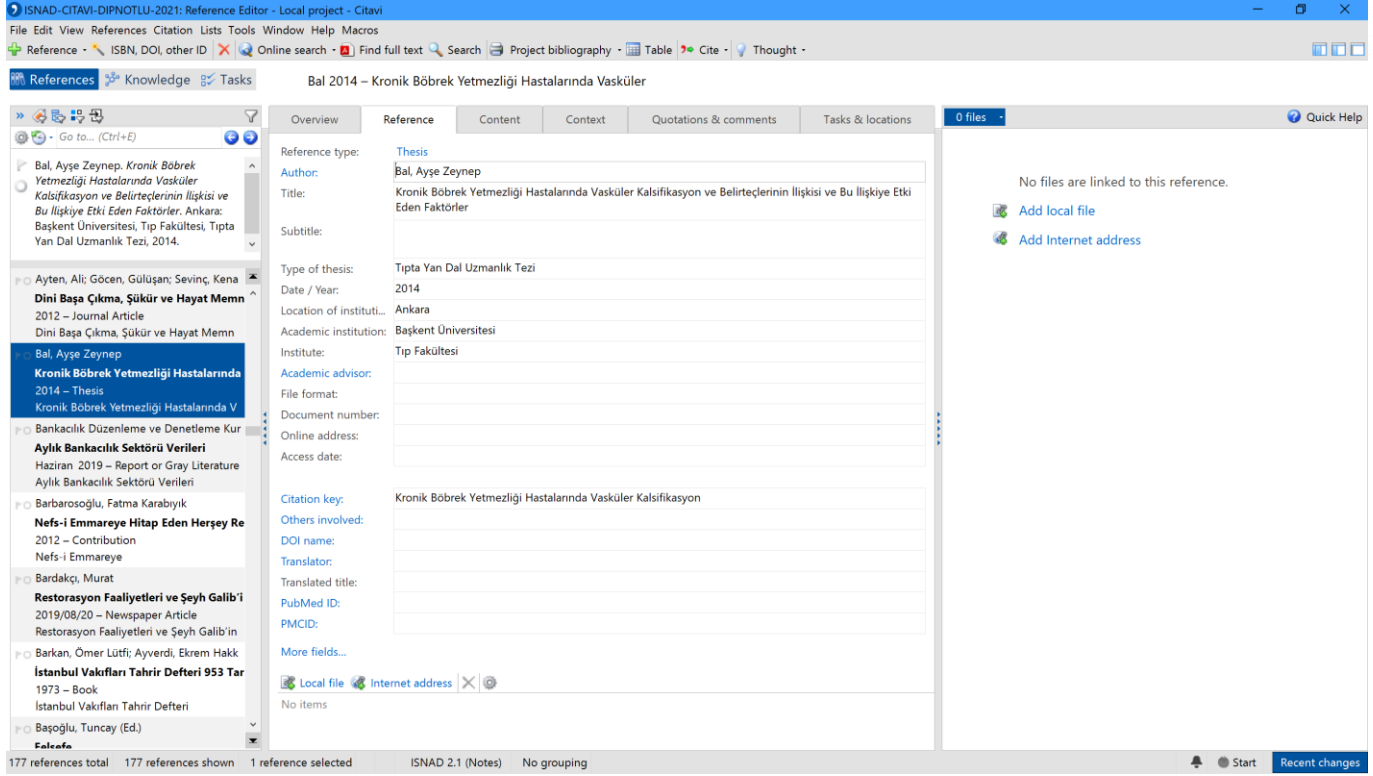 ISNAD-CITAVI-DIPNOTLU-2021: Reference Editor - Local project - Citavi
File Edit View References Citation Lists Tools Window Help Macros
Reference ISBN, DOI, other ID Online search Find full text Search Project bibliography Table Cite Thought
References Knowledge Tasks
Bal 2014 – Kronik Böbrek Yetmezliği Hastalarında Vasküler
Go to... (Ctrl+E)
Bal, Ayşe Zeynep. Kronik Böbrek
Yetmezliği Hastalarında Vasküler
Kalsifikasyon ve Belirteçlerinin İlişkisi ve
Bu İlişkiye Etki Eden Faktörler. Ankara:
Başkent Üniversitesi, Tıp Fakültesi, Tıpta
Yan Dal Uzmanlık Tezi, 2014.
Ayten, Ali; Göcen, Gülüşan; Sevinç, Kena
Dini Başa Çıkma, Şükür ve Hayat Memn
2012 – Journal Article
Dini Başa Çıkma, Şükür ve Hayat Memn
Bal, Ayşe Zeynep
Kronik Böbrek Yetmezliği Hastalarında
2014 – Thesis
Kronik Böbrek Yetmezliği Hastalarında V
Bankacılık Düzenleme ve Denetleme Kur
Aylık Bankacılık Sektörü Verileri
Haziran 2019 – Report or Gray Literature
Aylık Bankacılık Sektörü Verileri
Barbarosoğlu, Fatma Karabıyık
Nefs-i Emmareye Hitap Eden Herşey Re
2012 – Contribution
Nefs-i Emmareye
Bardakçı, Murat
Restorasyon Faaliyetleri ve Şeyh Galib'i
2019/08/20 – Newspaper Article
Restorasyon Faaliyetleri ve Şeyh Galib'in
Barkan, Ömer Lütfi; Ayverdi, Ekrem Hakk
İstanbul Vakıfları Tahrir Defteri 953 Tar
1973 – Book
İstanbul Vakıfları Tahrir Defteri
Başoğlu, Tuncay (Ed.)
Felsefe
Overview Reference Content Context Quotations & comments Tasks & locations
Reference type: Thesis
Author: Bal, Ayşe Zeynep
Title: Kronik Böbrek Yetmezliği Hastalarında Vasküler Kalsifikasyon ve Belirteçlerinin İlişkisi ve Bu İlişkiye Etki
Eden Faktörler
Subtitle:
Type of thesis: Tıpta Yan Dal Uzmanlık Tezi
Date / Year: 2014
Location of instituti... Ankara
Academic institution: Başkent Üniversitesi
Institute: Tıp Fakültesi
Academic advisor:
File format:
Document number:
Online address:
Access date:
Citation key: Kronik Böbrek Yetmezliği Hastalarında Vasküler Kalsifikasyon
Others involved:
DOI name:
Translator:
Translated title:
PubMed ID:
PMCID:
More fields...
Local file Internet address
No items
0 files
Quick Help
No files are linked to this reference.
Add local file
Add Internet address
177 references total 177 references shown 1 reference selected ISNAD 2.1 (Notes) No grouping Start Recent changes